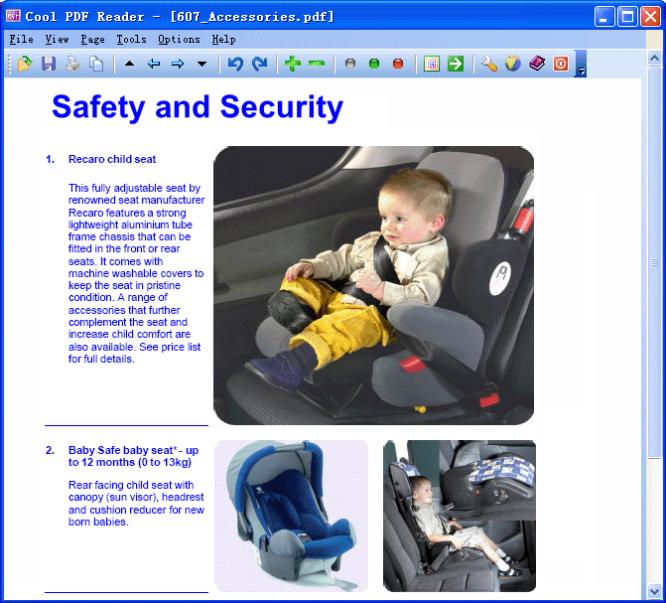 Cool PDF Reader - [607_Accessories.pdf]
File View Page Tools Options Help
Safety and Security
1. Recaro child seat
This fully adjustable seat by
renowned seat manufacturer
Recaro features a strong
lightweight aluminium tube
frame chassis that can be
fitted in the front or rear
seats. It comes with
machine washable covers to
keep the seat in pristine
condition. A range of
accessories that further
complement the seat and
increase child comfort are
also available. See price list
for full details.
2. Baby Safe baby seat* - up
to 12 months (0 to 13kg)
Rear facing child seat with
canopy (sun visor), headrest
and cushion reducer for new
born babies.